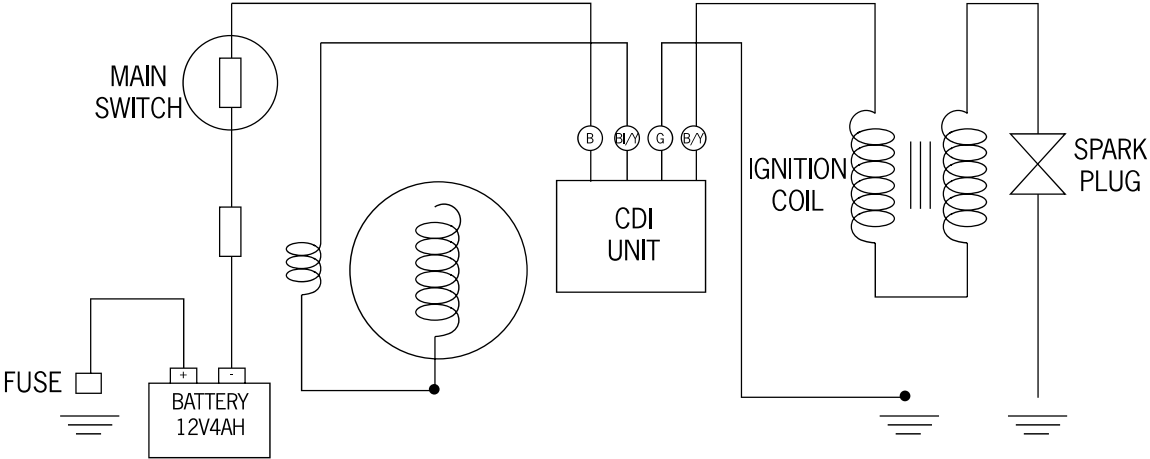 MAIN
SWITCH
B
Bl/Y
G
B/Y
IGNITION
COIL
SPARK
PLUG
CDI
UNIT
FUSE
+
-
BATTERY
12V4AH